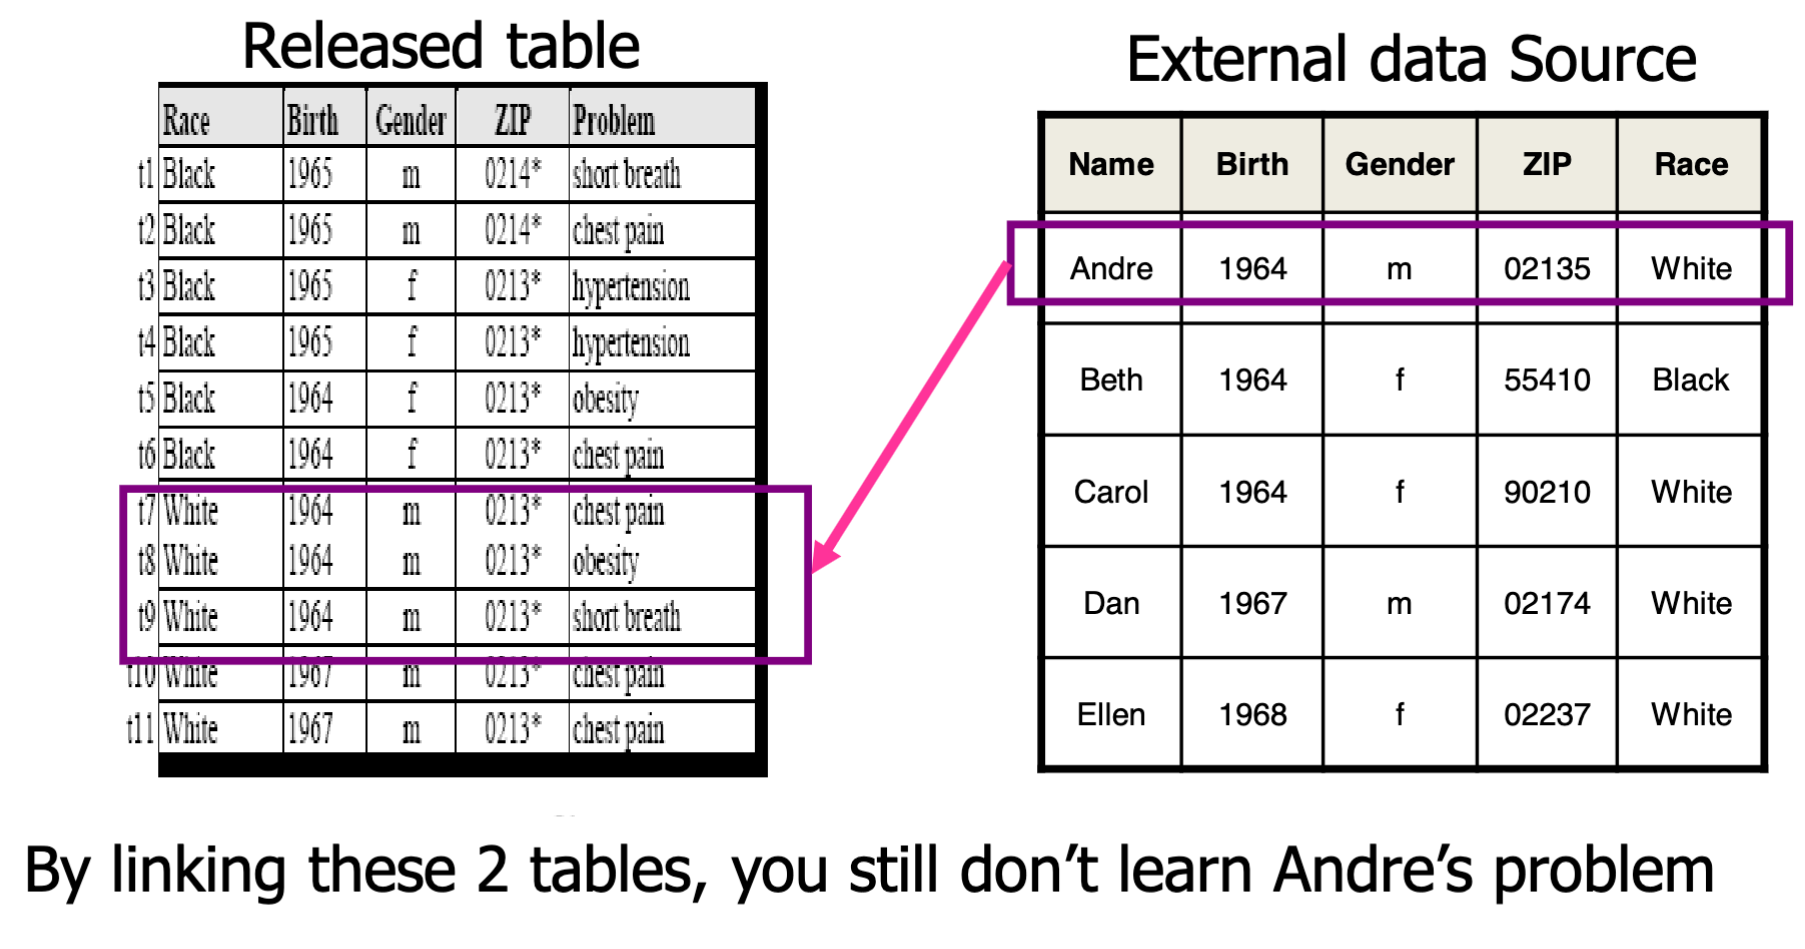 Released table
External data Source
Race Birth Gender ZIP Problem
t1 Black 1965 m 0214* short breath
t2 Black 1965 m 0214* chest pain
t3 Black 1965 f 0213* hypertension
t4 Black 1965 f 0213* hypertension
t5 Black 1964 f 0213* obesity
t6 Black 1964 f 0213* chest pain
t7 White 1964 m 0213* chest pain
t8 White 1964 m 0213* obesity
t9 White 1964 m 0213* short breath
t10 White 1967 m 0213* chest pain
t11 White 1967 m 0213* chest pain
Name Birth Gender ZIP Race
Andre 1964 m 02135 White
Beth 1964 f 55410 Black
Carol 1964 f 90210 White
Dan 1967 m 02174 White
Ellen 1968 f 02237 White
By linking these 2 tables, you still don’t learn Andre’s problem